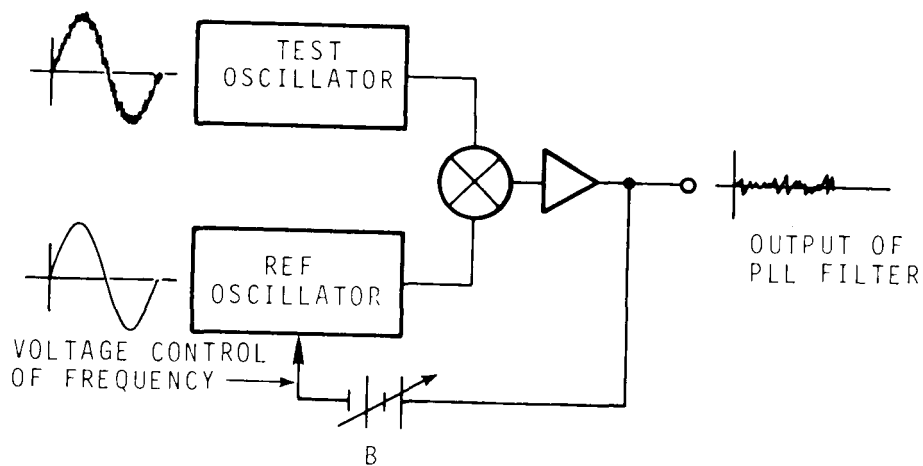 TEST
OSCILLATOR
REF
OSCILLATOR
OUTPUT OF
PLL FILTER
VOLTAGE CONTROL
OF FREQUENCY
B